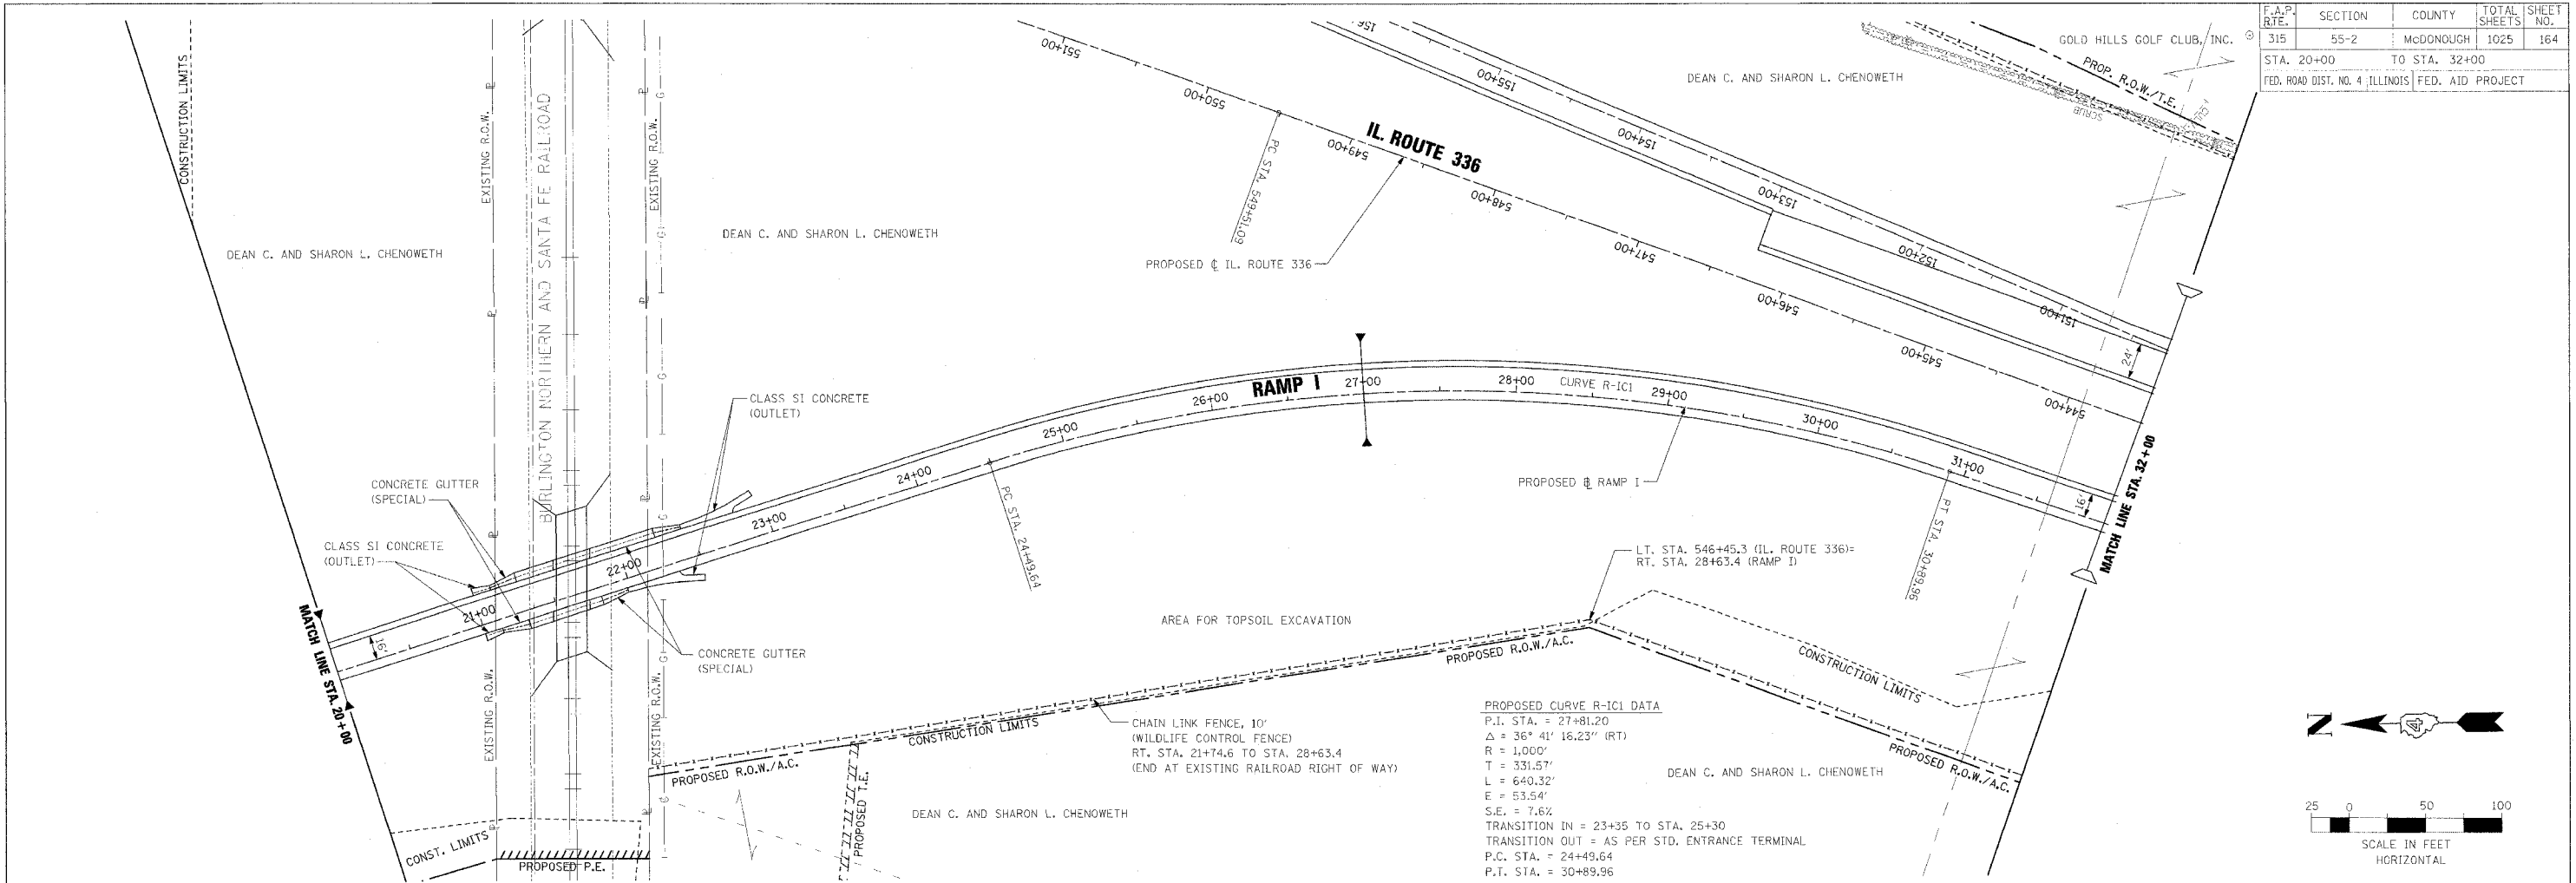 F.A.P. RTE. SECTION COUNTY TOTAL SHEETS SHEET NO.
315 55-2 McDONOUGH 1025 164
STA. 20+00 TO STA. 32+00
FED. ROAD DIST. NO. 4 ILLINOIS FED. AID PROJECT
GOLD HILLS GOLF CLUB, INC.
PROP. R.O.W./T.E.
SCRUB
DEAN C. AND SHARON L. CHENOWETH
CONSTRUCTION LIMITS
EXISTING R.O.W.
BURLINGTON NORTHERN AND SANTA FE RAILROAD
EXISTING R.O.W.
DEAN C. AND SHARON L. CHENOWETH
DEAN C. AND SHARON L. CHENOWETH
156
155+00
154+00
153+00
152+00
151+00
551+00
550+00
549+00
548+00
547+00
546+00
545+00
544+00
IL. ROUTE 336
PC STA. 549+51.09
PROPOSED ℄ IL. ROUTE 336
24'
RAMP I
21+00
22+00
23+00
24+00
25+00
26+00
27+00
28+00
29+00
30+00
31+00
CURVE R-IC1
CLASS SI CONCRETE
(OUTLET)
CONCRETE GUTTER
(SPECIAL)
CLASS SI CONCRETE
(OUTLET)
PROPOSED ⅊ RAMP I
PC STA. 24+49.64
PT STA. 30+89.96
16'
16'
MATCH LINE STA. 20+00
MATCH LINE STA. 32+00
LT. STA. 546+45.3 (IL. ROUTE 336)=
RT. STA. 28+63.4 (RAMP I)
AREA FOR TOPSOIL EXCAVATION
CONCRETE GUTTER
(SPECIAL)
EXISTING R.O.W.
EXISTING R.O.W.
PROPOSED R.O.W./A.C.
CONSTRUCTION LIMITS
CHAIN LINK FENCE, 10'
(WILDLIFE CONTROL FENCE)
RT. STA. 21+74.6 TO STA. 28+63.4
(END AT EXISTING RAILROAD RIGHT OF WAY)
CONSTRUCTION LIMITS
PROPOSED R.O.W./A.C.
PROPOSED R.O.W./A.C.
PROPOSED T.E.
DEAN C. AND SHARON L. CHENOWETH
DEAN C. AND SHARON L. CHENOWETH
CONST. LIMITS
PROPOSED P.E.
PROPOSED CURVE R-IC1 DATA
P.I. STA. = 27+81.20
Δ = 36° 41' 16.23" (RT)
R = 1,000'
T = 331.57'
L = 640.32'
E = 53.54'
S.E. = 7.6%
TRANSITION IN = 23+35 TO STA. 25+30
TRANSITION OUT = AS PER STD. ENTRANCE TERMINAL
P.C. STA. = 24+49.64
P.T. STA. = 30+89.96
N
4
25 0 50 100
SCALE IN FEET
HORIZONTAL